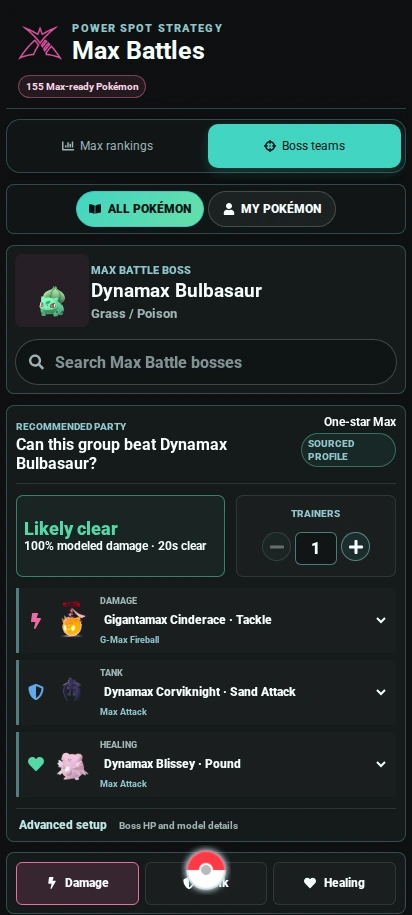 POWER SPOT STRATEGY
Max Battles
155 Max-ready Pokémon
Max rankings
Boss teams
ALL POKÉMON
MY POKÉMON
MAX BATTLE BOSS
Dynamax Bulbasaur
Grass / Poison
Search Max Battle bosses
RECOMMENDED PARTY
One-star Max
Can this group beat Dynamax
Bulbasaur?
SOURCED
PROFILE
Likely clear
100% modeled damage · 20s clear
TRAINERS
1
DAMAGE
Gigantamax Cinderace · Tackle
G-Max Fireball
TANK
Dynamax Corviknight · Sand Attack
Max Attack
HEALING
Dynamax Blissey · Pound
Max Attack
Advanced setup
Boss HP and model details
Damage
Healing